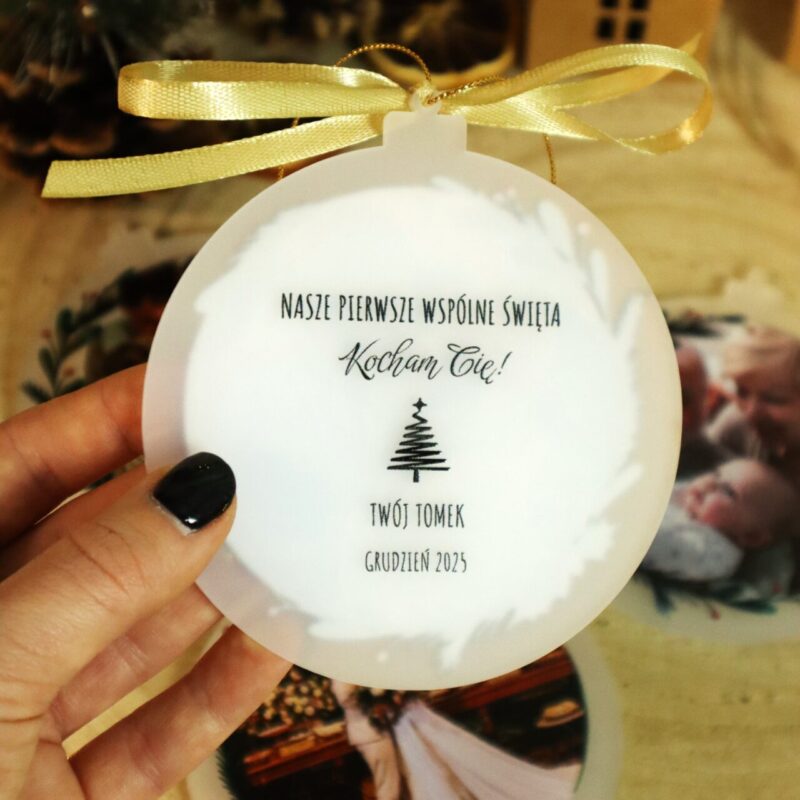 NASZE PIERWSZE WSPÓLNE ŚWIĘTA
Kocham Cię!
TWÓJ TOMEK
GRUDZIEŃ 2025